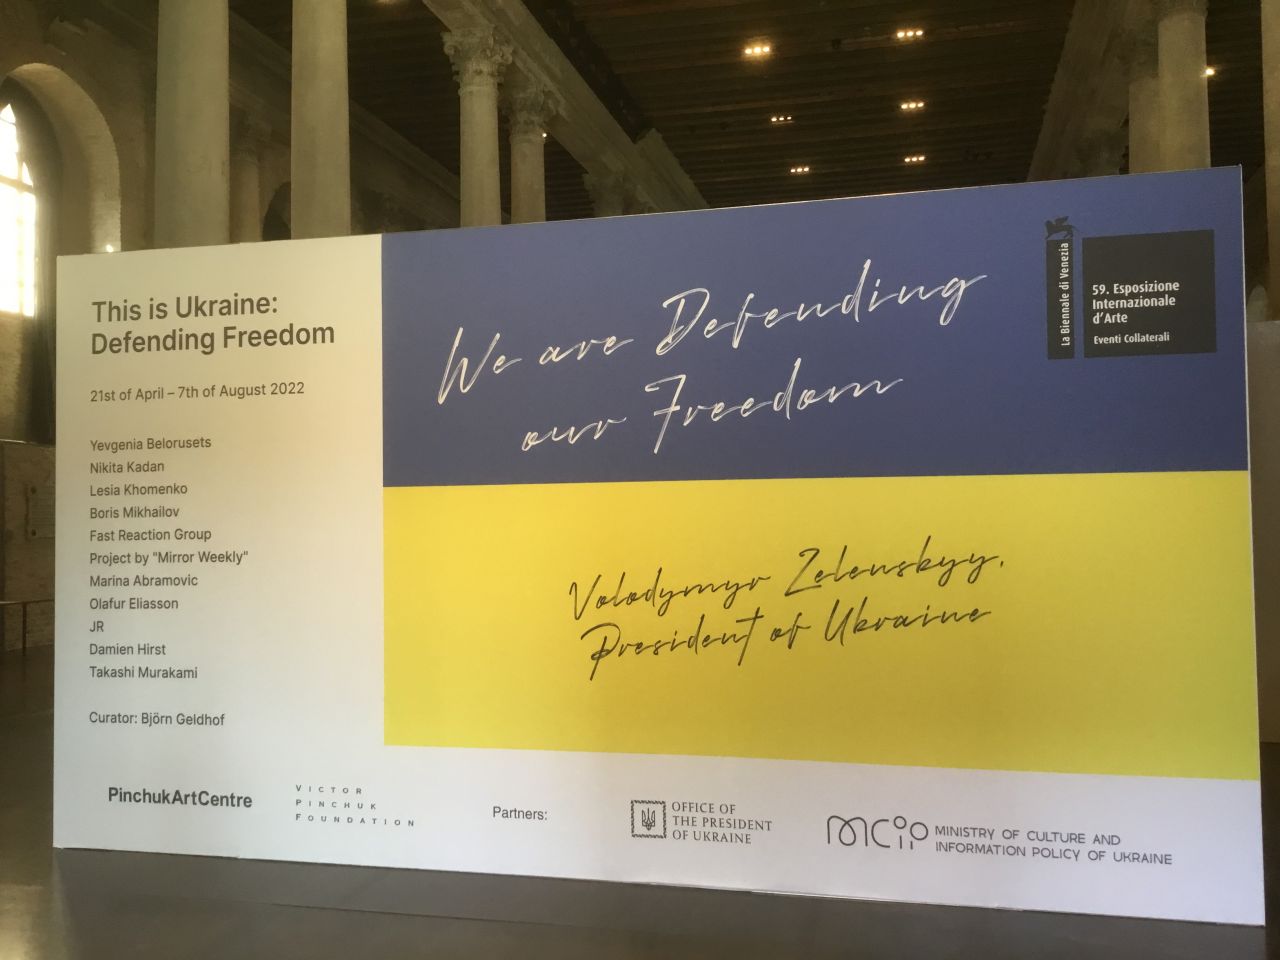 This is Ukraine:
Defending Freedom
21st of April – 7th of August 2022
Yevgenia Belorusets
Nikita Kadan
Lesia Khomenko
Boris Mikhailov
Fast Reaction Group
Project by "Mirror Weekly"
Marina Abramovic
Olafur Eliasson
JR
Damien Hirst
Takashi Murakami
Curator: Björn Geldhof
We are Defending
our Freedom
Volodymyr Zelenskyy,
President of Ukraine
La Biennale di Venezia
59. Esposizione
Internazionale
d'Arte
Eventi Collaterali
PinchukArtCentre
VICTOR
PINCHUK
FOUNDATION
Partners:
OFFICE OF
THE PRESIDENT
OF UKRAINE
MCIP
MINISTRY OF CULTURE AND
INFORMATION POLICY OF UKRAINE